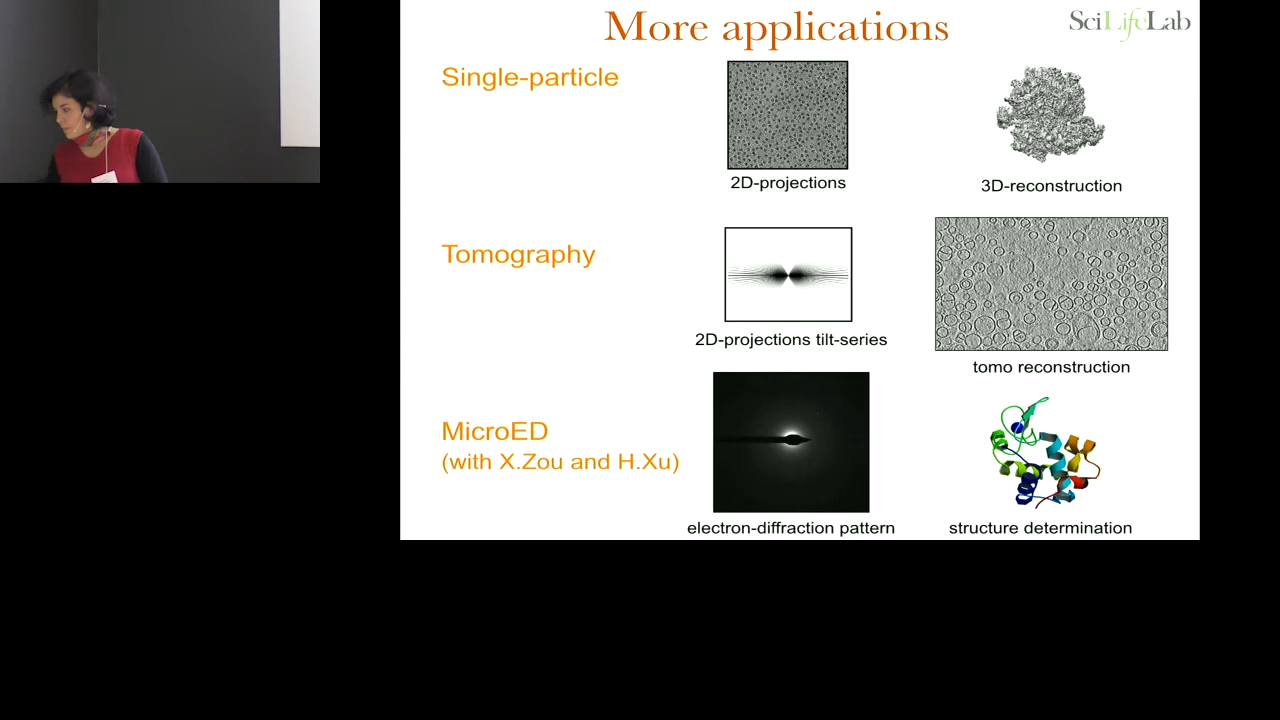 More applications
SciLifeLab
Single-particle
2D-projections
3D-reconstruction
Tomography
2D-projections tilt-series
tomo reconstruction
MicroED
(with X.Zou and H.Xu)
electron-diffraction pattern
structure determination